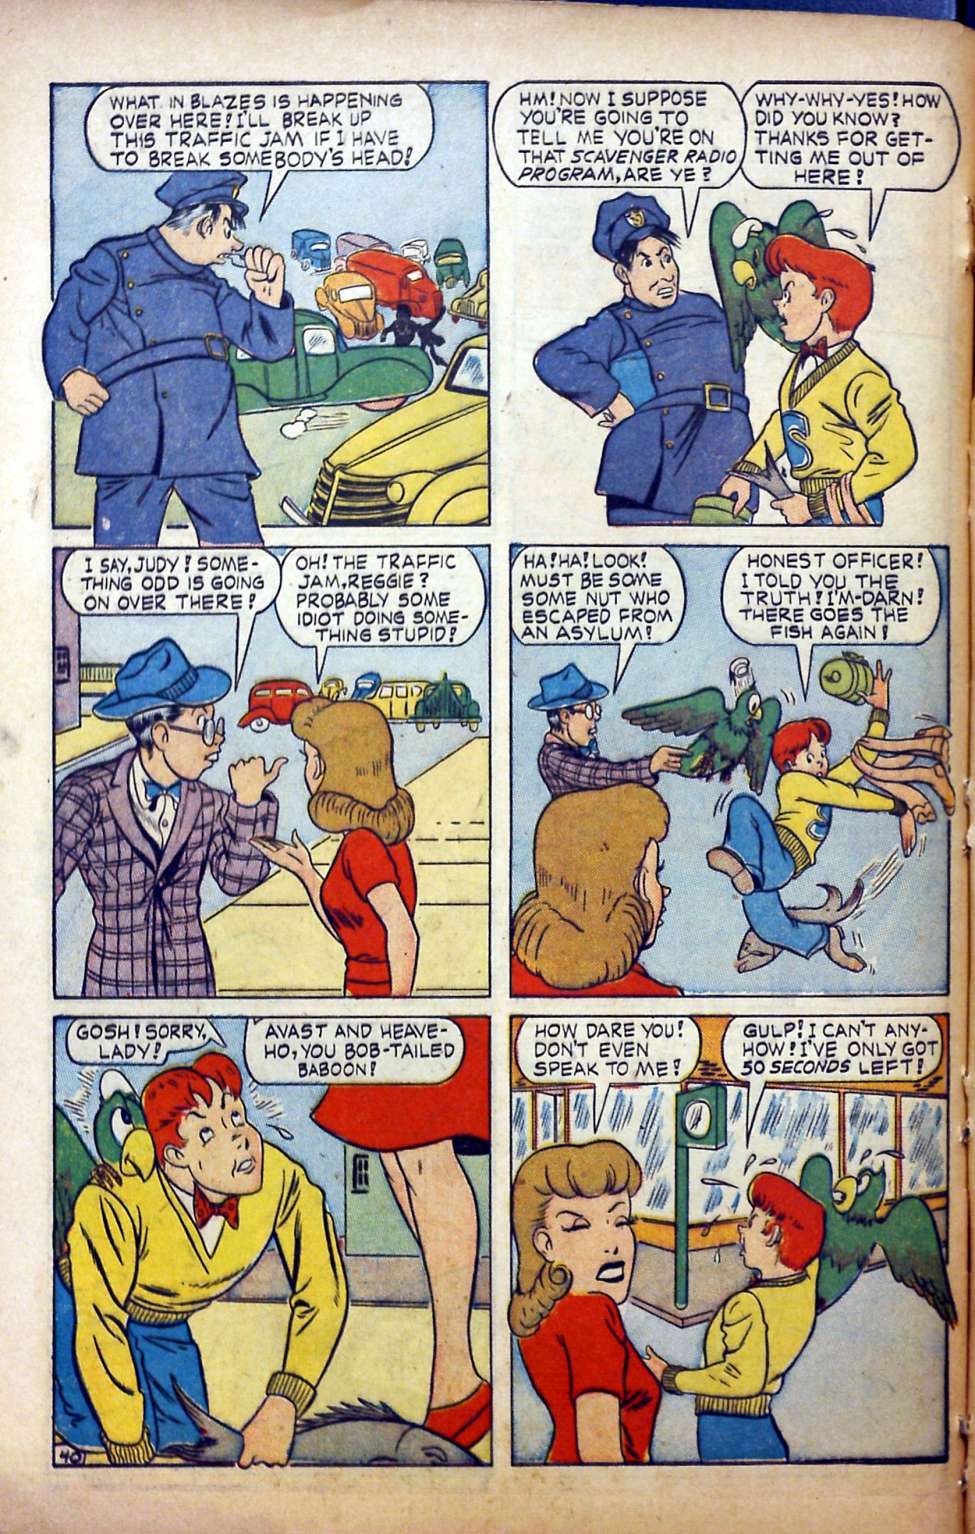 WHAT IN BLAZES IS HAPPENING
OVER HERE! I'LL BREAK UP
THIS TRAFFIC JAM IF I HAVE
TO BREAK SOMEBODY'S HEAD!
HM! NOW I SUPPOSE
YOU'RE GOING TO
TELL ME YOU'RE ON
THAT SCAVENGER RADIO
PROGRAM, ARE YE?
WHY-WHY-YES! HOW
DID YOU KNOW?
THANKS FOR GET-
TING ME OUT OF
HERE!
S
I SAY, JUDY! SOME-
THING ODD IS GOING
ON OVER THERE!
OH! THE TRAFFIC
JAM, REGGIE?
PROBABLY SOME
IDIOT DOING SOME-
THING STUPID!
HA! HA! LOOK!
MUST BE SOME
SOME NUT WHO
ESCAPED FROM
AN ASYLUM!
HONEST OFFICER!
I TOLD YOU THE
TRUTH! I'M-DARN!
THERE GOES THE
FISH AGAIN!
GOSH! SORRY,
LADY!
AVAST AND HEAVE-
HO, YOU BOB-TAILED
BABOON!
40
HOW DARE YOU!
DON'T EVEN
SPEAK TO ME!
GULP! I CAN'T ANY-
HOW! I'VE ONLY GOT
50 SECONDS LEFT!